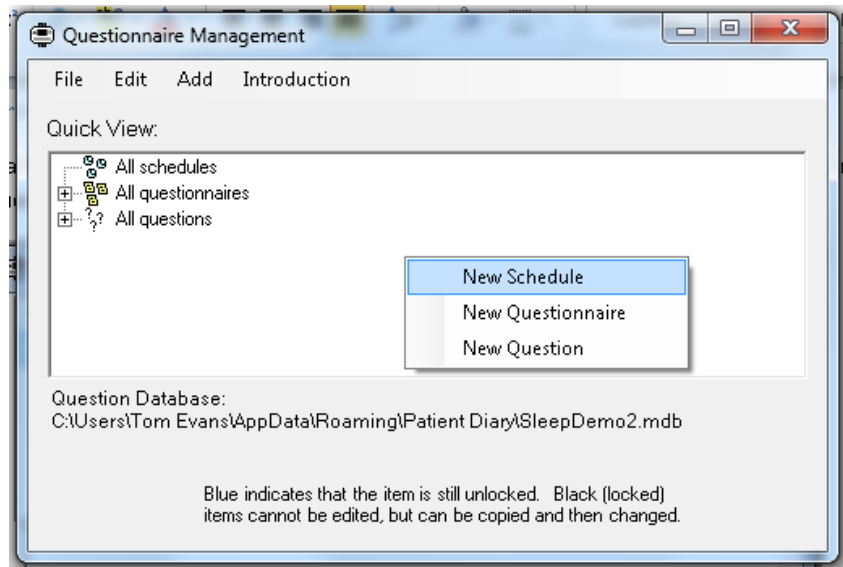 Questionnaire Management
File Edit Add Introduction
Quick View:
All schedules
All questionnaires
All questions
New Schedule
New Questionnaire
New Question
Question Database:
C:\Users\Tom Evans\AppData\Roaming\Patient Diary\SleepDemo2.mdb
Blue indicates that the item is still unlocked. Black (locked)
items cannot be edited, but can be copied and then changed.